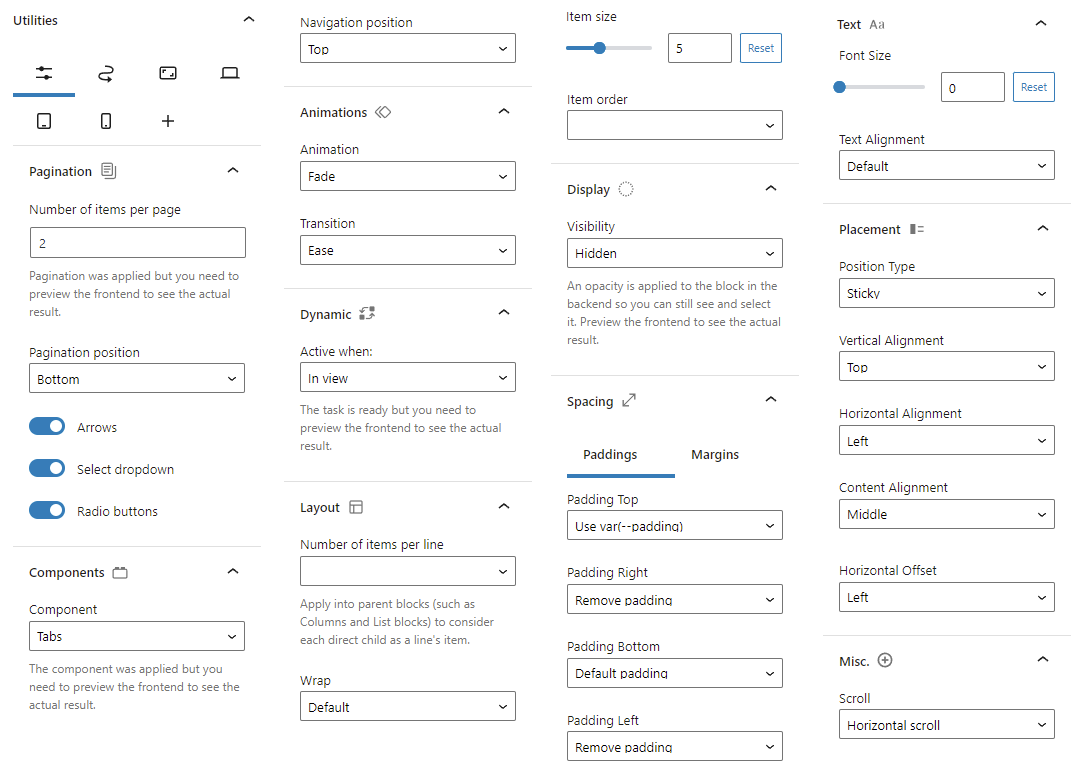 Utilities
Pagination
Number of items per page
2
Pagination was applied but you need to
preview the frontend to see the actual
result.
Pagination position
Bottom
Arrows
Select dropdown
Radio buttons
Components
Component
Tabs
The component was applied but you
need to preview the frontend to see the
actual result.
Navigation position
Top
Animations
Animation
Fade
Transition
Ease
Dynamic
Active when:
In view
The task is ready but you need to
preview the frontend to see the actual
result.
Layout
Number of items per line
Apply into parent blocks (such as
Columns and List blocks) to consider
each direct child as a line's item.
Wrap
Default
Item size
5
Reset
Item order
Display
Visibility
Hidden
An opacity is applied to the block in the
backend so you can still see and select
it. Preview the frontend to see the actual
result.
Spacing
Paddings Margins
Padding Top
Use var(--padding)
Padding Right
Remove padding
Padding Bottom
Default padding
Padding Left
Remove padding
Text Aa
Font Size
0
Reset
Text Alignment
Default
Placement
Position Type
Sticky
Vertical Alignment
Top
Horizontal Alignment
Left
Content Alignment
Middle
Horizontal Offset
Left
Misc.
Scroll
Horizontal scroll